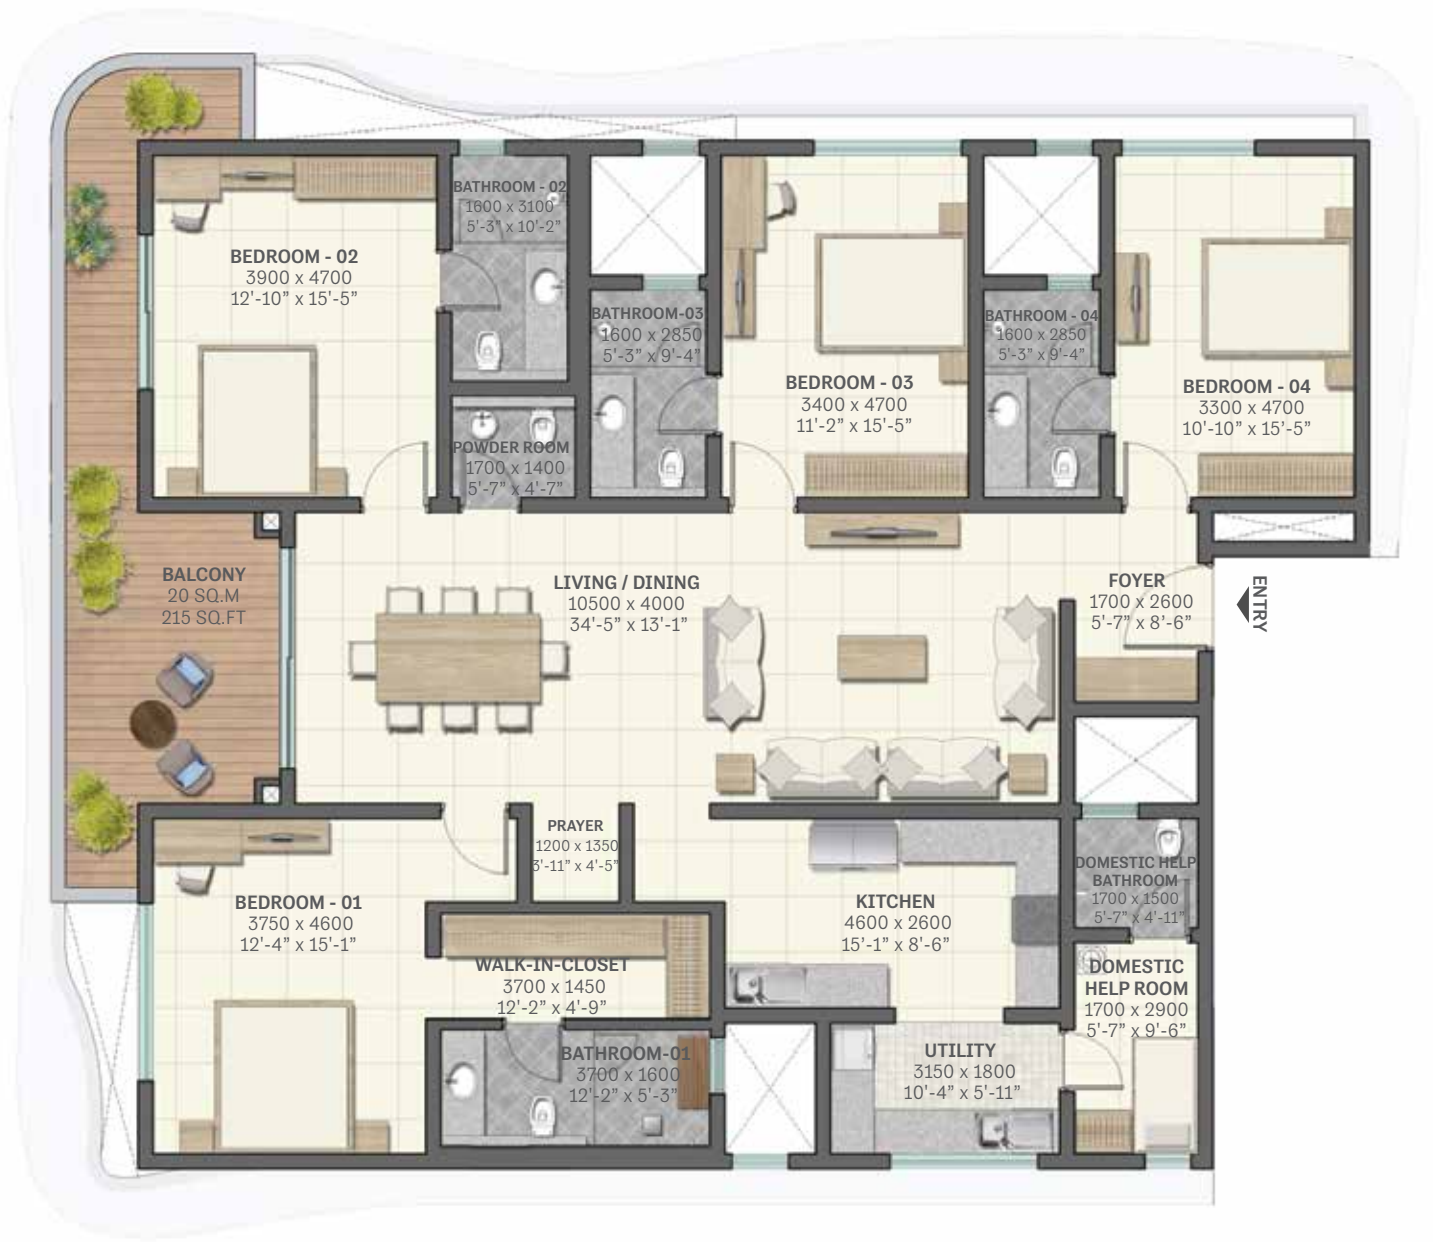 BATHROOM - 02
1600 x 3100
5'-3" x 10'-2"
BEDROOM - 02
3900 x 4700
12'-10" x 15'-5"
BATHROOM-03
1600 x 2850
5'-3" x 9'-4"
BATHROOM - 04
1600 x 2850
5'-3" x 9'-4"
BEDROOM - 03
3400 x 4700
11'-2" x 15'-5"
BEDROOM - 04
3300 x 4700
10'-10" x 15'-5"
POWDER ROOM
1700 x 1400
5'-7" x 4'-7"
BALCONY
20 SQ.M
215 SQ.FT
LIVING / DINING
10500 x 4000
34'-5" x 13'-1"
FOYER
1700 x 2600
5'-7" x 8'-6"
ENTRY
PRAYER
1200 x 1350
3'-11" x 4'-5"
DOMESTIC HELP
BATHROOM
1700 x 1500
5'-7" x 4'-11"
BEDROOM - 01
3750 x 4600
12'-4" x 15'-1"
KITCHEN
4600 x 2600
15'-1" x 8'-6"
WALK-IN-CLOSET
3700 x 1450
12'-2" x 4'-9"
DOMESTIC
HELP ROOM
1700 x 2900
5'-7" x 9'-6"
BATHROOM-01
3700 x 1600
12'-2" x 5'-3"
UTILITY
3150 x 1800
10'-4" x 5'-11"